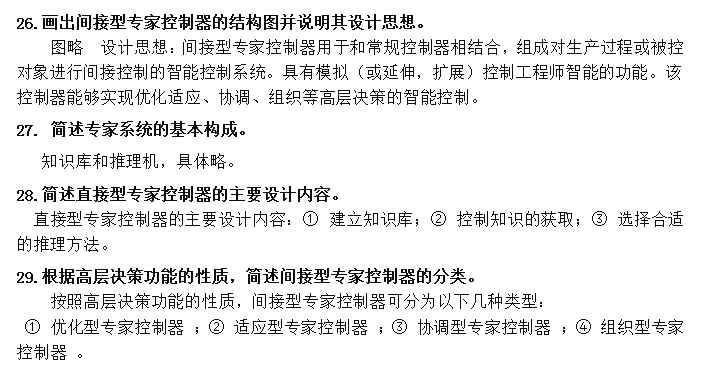 26.画出间接型专家控制器的结构图并说明其设计思想。
图略 设计思想：间接型专家控制器用于和常规控制器相结合，组成对生产过程或被控
对象进行间接控制的智能控制系统。具有模拟（或延伸，扩展）控制工程师智能的功能。该
控制器能够实现优化适应、协调、组织等高层决策的智能控制。
27. 简述专家系统的基本构成。
知识库和推理机，具体略。
28.简述直接型专家控制器的主要设计内容。
直接型专家控制器的主要设计内容：① 建立知识库；② 控制知识的获取；③ 选择合适
的推理方法。
29.根据高层决策功能的性质，简述间接型专家控制器的分类。
按照高层决策功能的性质，间接型专家控制器可分为以下几种类型：
① 优化型专家控制器 ；② 适应型专家控制器 ；③ 协调型专家控制器 ；④ 组织型专家
控制器 。